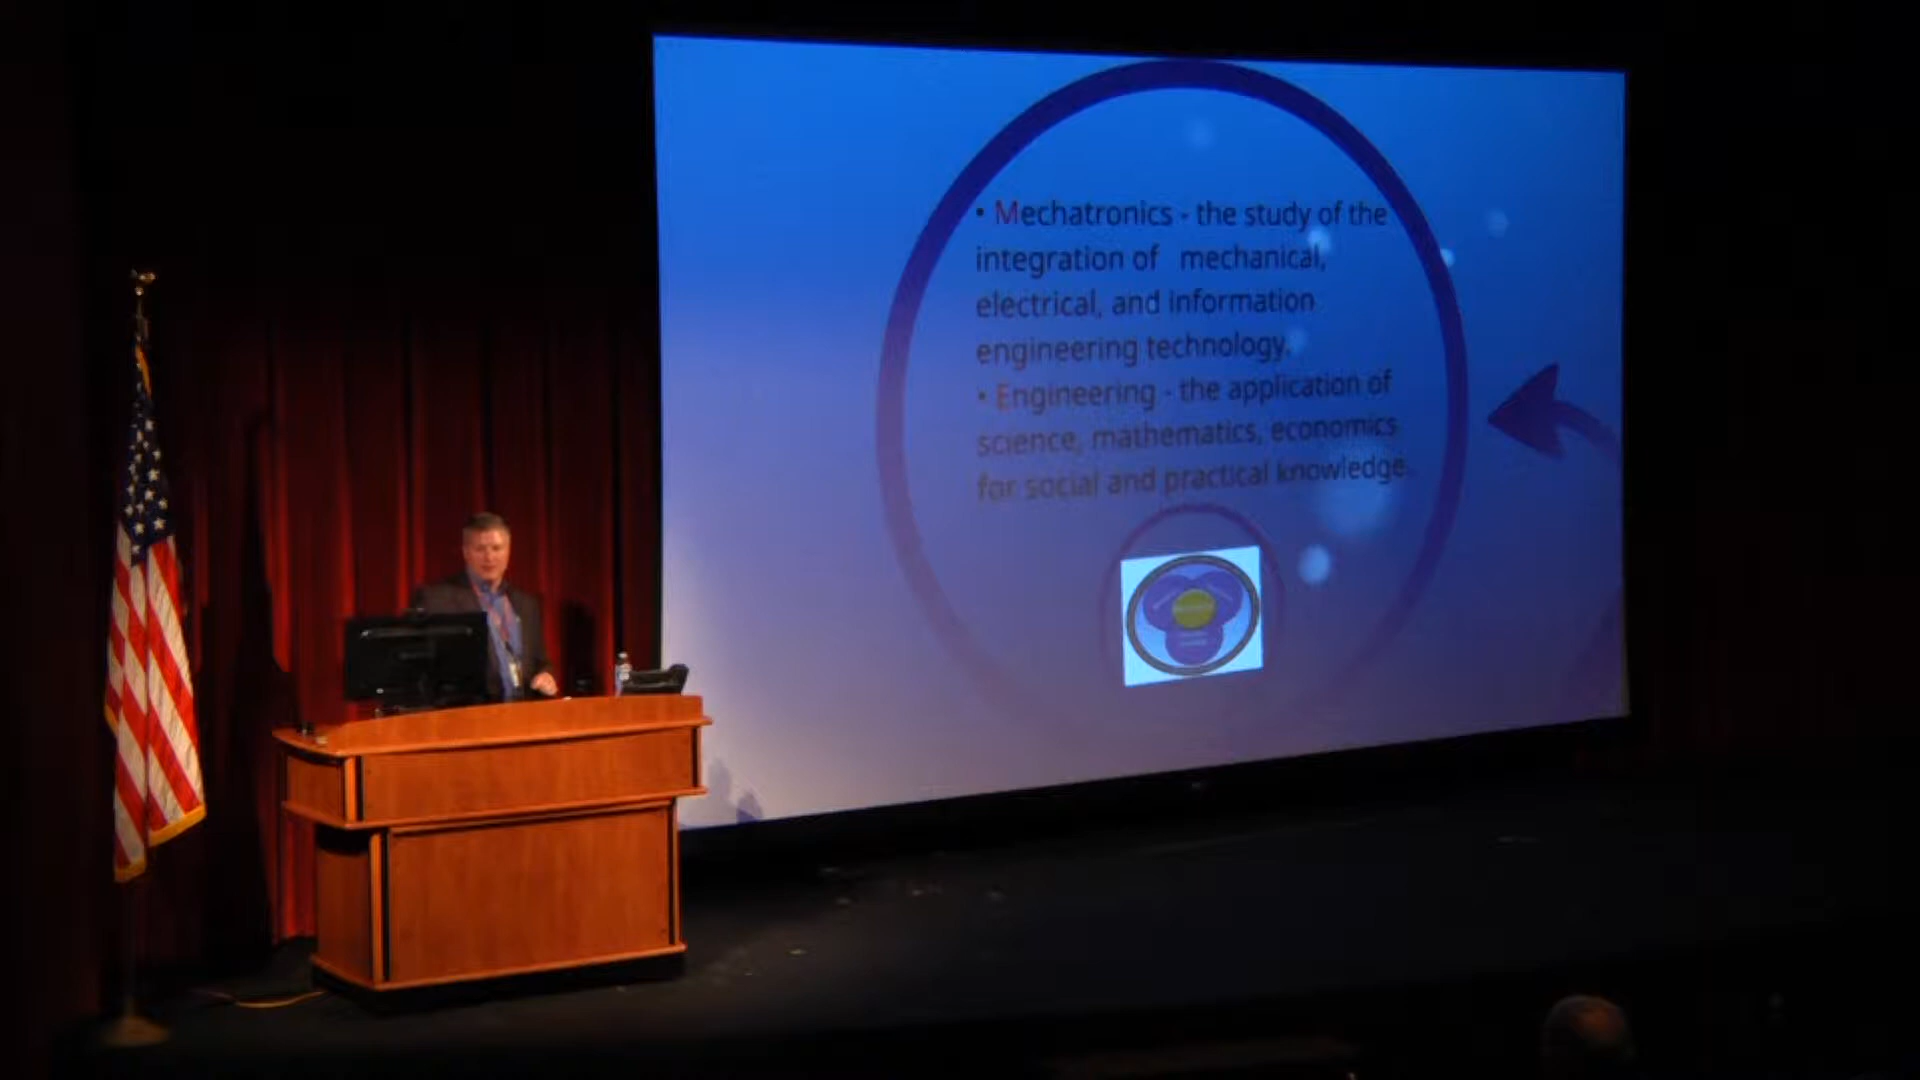 • Mechatronics - the study of the
integration of mechanical,
electrical, and information
engineering technology.
• Engineering - the application of
science, mathematics, economics
for social and practical knowledge.